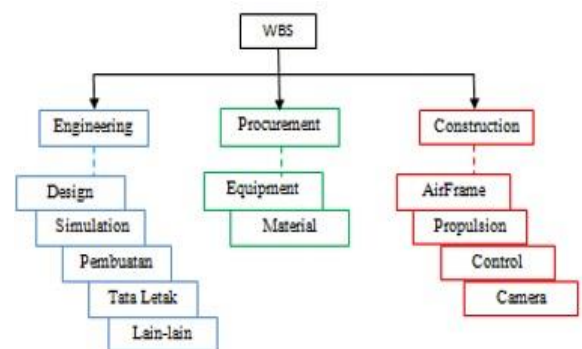 WBS
Engineering
Procurement
Construction
Design
Simulation
Pembuatan
Tata Letak
Lain-lain
Equipment
Material
AirFrame
Propulsion
Control
Camera